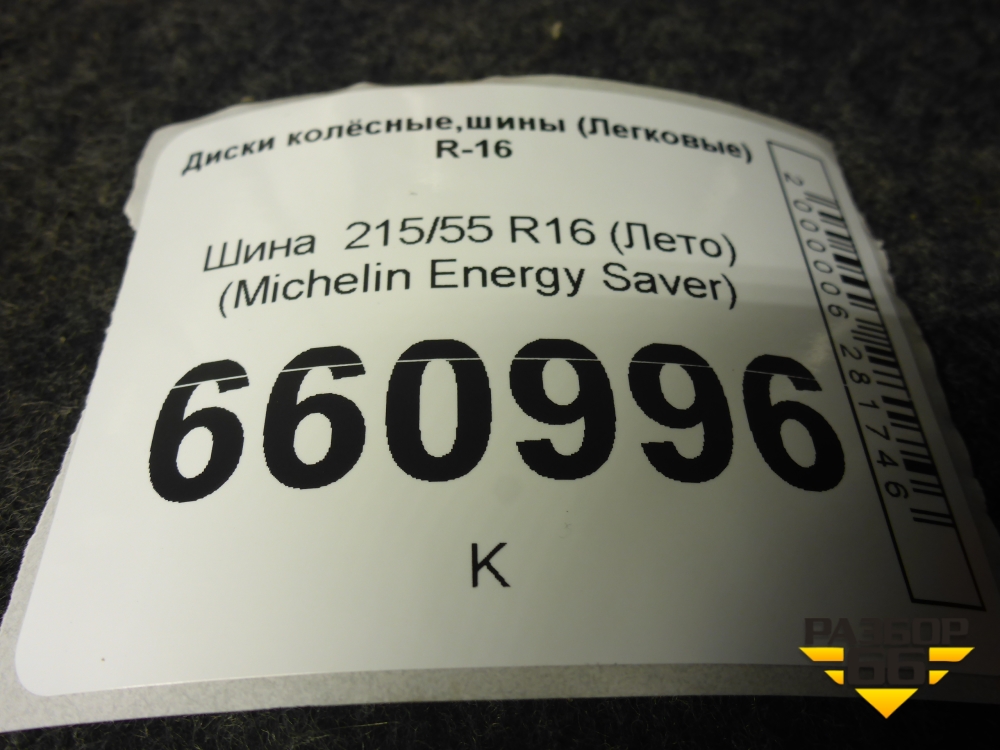 Диски колёсные,шины (Легковые)
R-16
Шина 215/55 R16 (Лето)
(Michelin Energy Saver)
660996
К
2000006281746
РАЗБОР
66